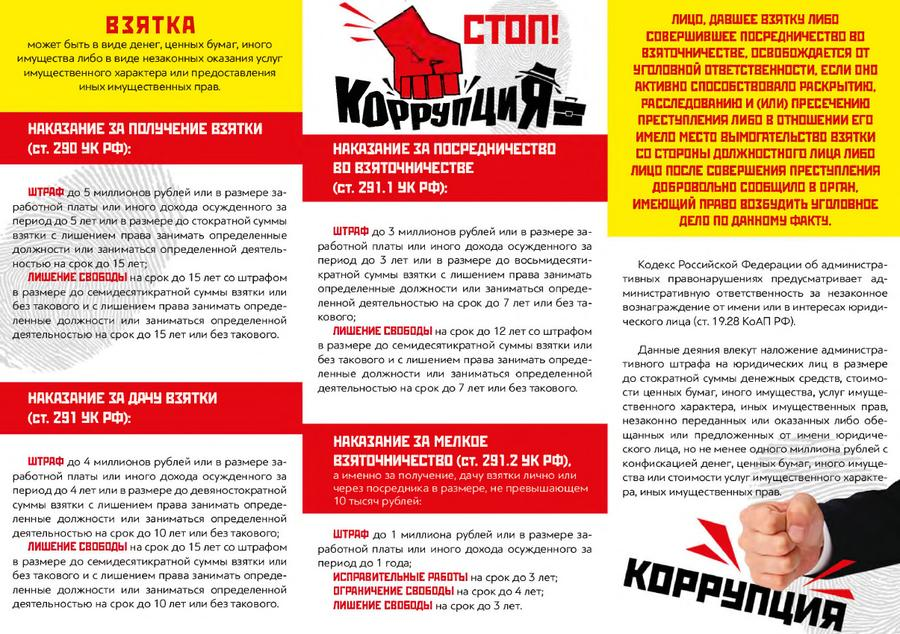 ВЗЯТКА
может быть в виде денег, ценных бумаг, иного
имущества либо в виде незаконных оказания услуг
имущественного характера или предоставления
иных имущественных прав.
НАКАЗАНИЕ ЗА ПОЛУЧЕНИЕ ВЗЯТКИ
(ст. 290 УК РФ):
ШТРАФ до 5 миллионов рублей или в размере за-
работной платы или иного дохода осужденного за
период до 5 лет или в размере до стократной суммы
взятки с лишением права занимать определенные
должности или заниматься определенной деятель-
ностью на срок до 15 лет;
ЛИШЕНИЕ СВОБОДЫ на срок до 15 лет со штрафом
в размере до семидесятикратной суммы взятки или
без такового и с лишением права занимать опреде-
ленные должности или заниматься определенной
деятельностью на срок до 15 лет или без такового.
НАКАЗАНИЕ ЗА ДАЧУ ВЗЯТКИ
(ст. 291 УК РФ):
ШТРАФ до 4 миллионов рублей или в размере за-
работной платы или иного дохода осужденного за
период до 4 лет или в размере до девяностократной
суммы взятки с лишением права занимать опреде-
ленные должности или заниматься определенной
деятельностью на срок до 10 лет или без такового;
ЛИШЕНИЕ СВОБОДЫ на срок до 15 лет со штрафом
в размере до семидесятикратной суммы взятки или
без такового и с лишением права занимать опреде-
ленные должности или заниматься определенной
деятельностью на срок до 10 лет или без такового.
СТОП!
КОРРУПЦИЯ
НАКАЗАНИЕ ЗА ПОСРЕДНИЧЕСТВО
ВО ВЗЯТОЧНИЧЕСТВЕ
(ст. 291.1 УК РФ):
ШТРАФ до 3 миллионов рублей или в размере за-
работной платы или иного дохода осужденного за
период до 3 лет или в размере до восьмидеся­ти-
кратной суммы взятки с лишением права занимать
определенные должности или заниматься опреде-
ленной деятельностью на срок до 7 лет или без та-
кового;
ЛИШЕНИЕ СВОБОДЫ на срок до 12 лет со штрафом
в размере до семидесятикратной суммы взятки или
без такового и с лишением права занимать опреде-
ленные должности или заниматься определенной
деятельностью на срок до 7 лет или без такового.
НАКАЗАНИЕ ЗА МЕЛКОЕ
ВЗЯТОЧНИЧЕСТВО (ст. 291.2 УК РФ),
а именно за получение, дачу взятки лично или
через посредника в размере, не превышающем
10 тысяч рублей:
ШТРАФ до 1 миллиона рублей или в размере за-
работной платы или иного дохода осужденного за
период до 1 года;
ИСПРАВИТЕЛЬНЫЕ РАБОТЫ на срок до 3 лет;
ОГРАНИЧЕНИЕ СВОБОДЫ на срок до 4 лет;
ЛИШЕНИЕ СВОБОДЫ на срок до 3 лет.
ЛИЦО, ДАВШЕЕ ВЗЯТКУ ЛИБО
СОВЕРШИВШЕЕ ПОСРЕДНИЧЕСТВО ВО
ВЗЯТОЧНИЧЕСТВЕ, ОСВОБОЖДАЕТСЯ ОТ
УГОЛОВНОЙ ОТВЕТСТВЕННОСТИ, ЕСЛИ ОНО
АКТИВНО СПОСОБСТВОВАЛО РАСКРЫТИЮ,
РАССЛЕДОВАНИЮ И (ИЛИ) ПРЕСЕЧЕНИЮ
ПРЕСТУПЛЕНИЯ ЛИБО В ОТНОШЕНИИ ЕГО
ИМЕЛО МЕСТО ВЫМОГАТЕЛЬСТВО ВЗЯТКИ
СО СТОРОНЫ ДОЛЖНОСТНОГО ЛИЦА ЛИБО
ЛИЦО ПОСЛЕ СОВЕРШЕНИЯ ПРЕСТУПЛЕНИЯ
ДОБРОВОЛЬНО СООБЩИЛО В ОРГАН,
ИМЕЮЩИЙ ПРАВО ВОЗБУДИТЬ УГОЛОВНОЕ
ДЕЛО ПО ДАННОМУ ФАКТУ.
Кодекс Российской Федерации об администра-
тивных правонарушениях предусматривает ад-
министративную ответственность за незаконное
вознаграждение от имени или в интересах юриди-
ческого лица (ст. 19.28 КоАП РФ).
Данные деяния влекут наложение администра-
тивного штрафа на юридических лиц в размере
до стократной суммы денежных средств, стоимо-
сти ценных бумаг, иного имущества, услуг имуще-
ственного характера, иных имущественных прав,
незаконно переданных или оказанных либо обе-
щанных или предложенных от имени юридиче-
ского лица, но не менее одного миллиона рублей с
конфискацией денег, ценных бумаг, иного имуще-
ства или стоимости услуг имущественного характе-
ра, иных имущественных прав.
КОРРУПЦИЯ